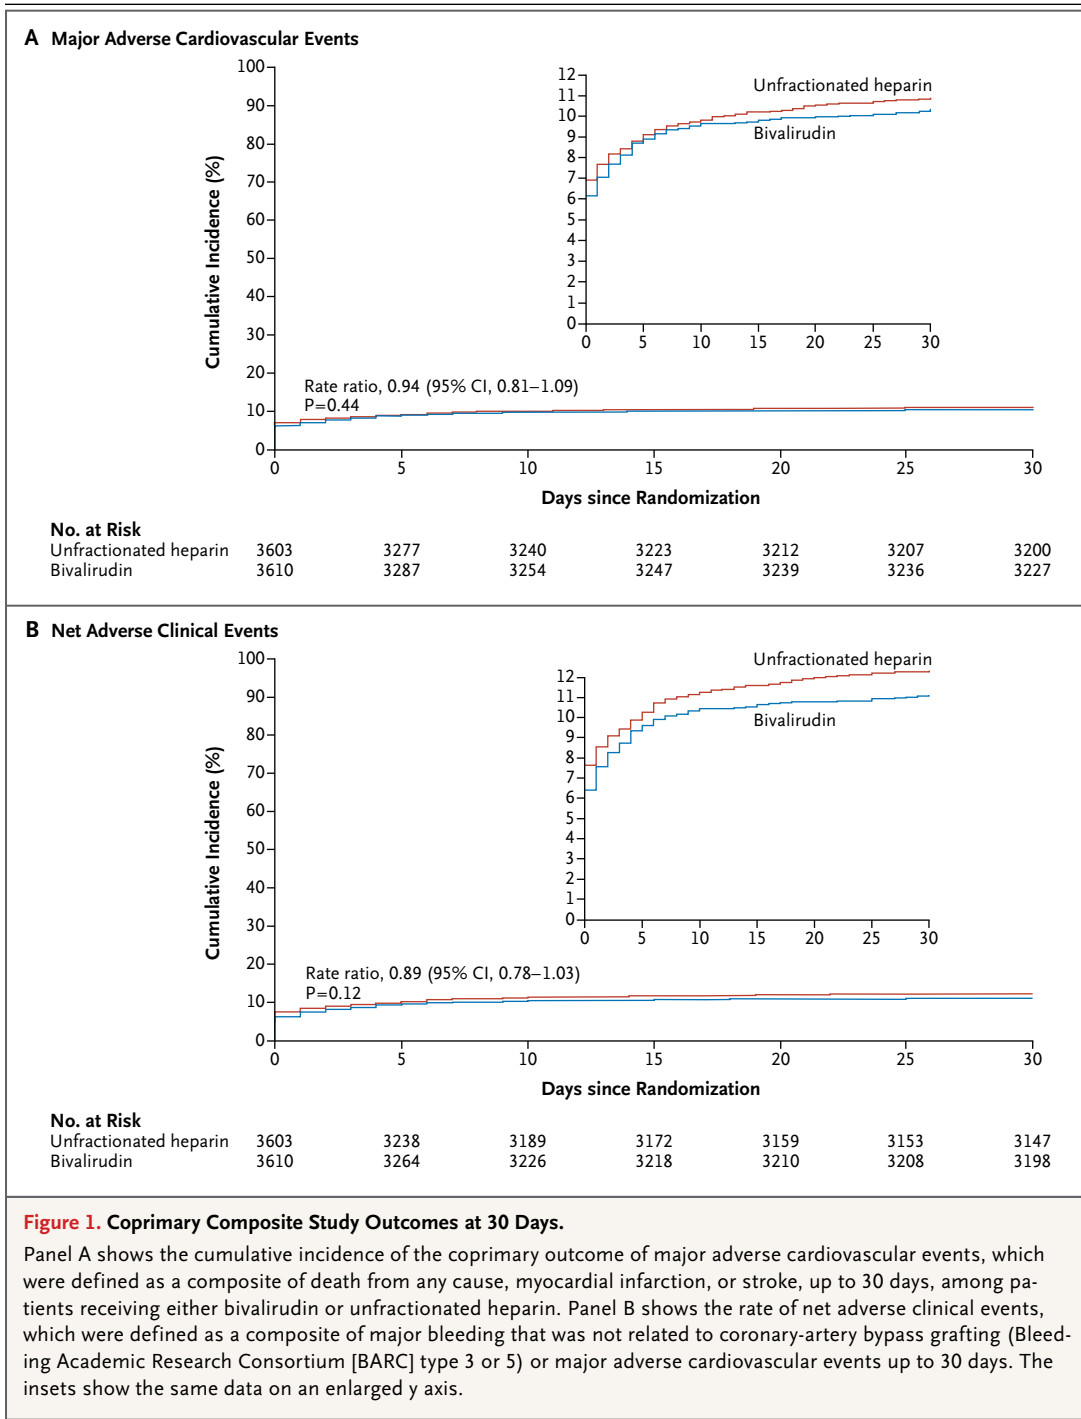 A Major Adverse Cardiovascular Events
Cumulative Incidence (%)
100
90
80
70
60
50
40
30
20
10
0
0 5 10 15 20 25 30
Days since Randomization
Rate ratio, 0.94 (95% CI, 0.81–1.09)
P=0.44
12
11
10
9
8
7
6
5
4
3
2
1
0
0 5 10 15 20 25 30
Unfractionated heparin
Bivalirudin
No. at Risk
Unfractionated heparin 3603 3277 3240 3223 3212 3207 3200
Bivalirudin 3610 3287 3254 3247 3239 3236 3227
B Net Adverse Clinical Events
Cumulative Incidence (%)
100
90
80
70
60
50
40
30
20
10
0
0 5 10 15 20 25 30
Days since Randomization
Rate ratio, 0.89 (95% CI, 0.78–1.03)
P=0.12
12
11
10
9
8
7
6
5
4
3
2
1
0
0 5 10 15 20 25 30
Unfractionated heparin
Bivalirudin
No. at Risk
Unfractionated heparin 3603 3238 3189 3172 3159 3153 3147
Bivalirudin 3610 3264 3226 3218 3210 3208 3198
Figure 1. Coprimary Composite Study Outcomes at 30 Days.
Panel A shows the cumulative incidence of the coprimary outcome of major adverse cardiovascular events, which
were defined as a composite of death from any cause, myocardial infarction, or stroke, up to 30 days, among pa-
tients receiving either bivalirudin or unfractionated heparin. Panel B shows the rate of net adverse clinical events,
which were defined as a composite of major bleeding that was not related to coronary-artery bypass grafting (Bleed-
ing Academic Research Consortium [BARC] type 3 or 5) or major adverse cardiovascular events up to 30 days. The
insets show the same data on an enlarged y axis.